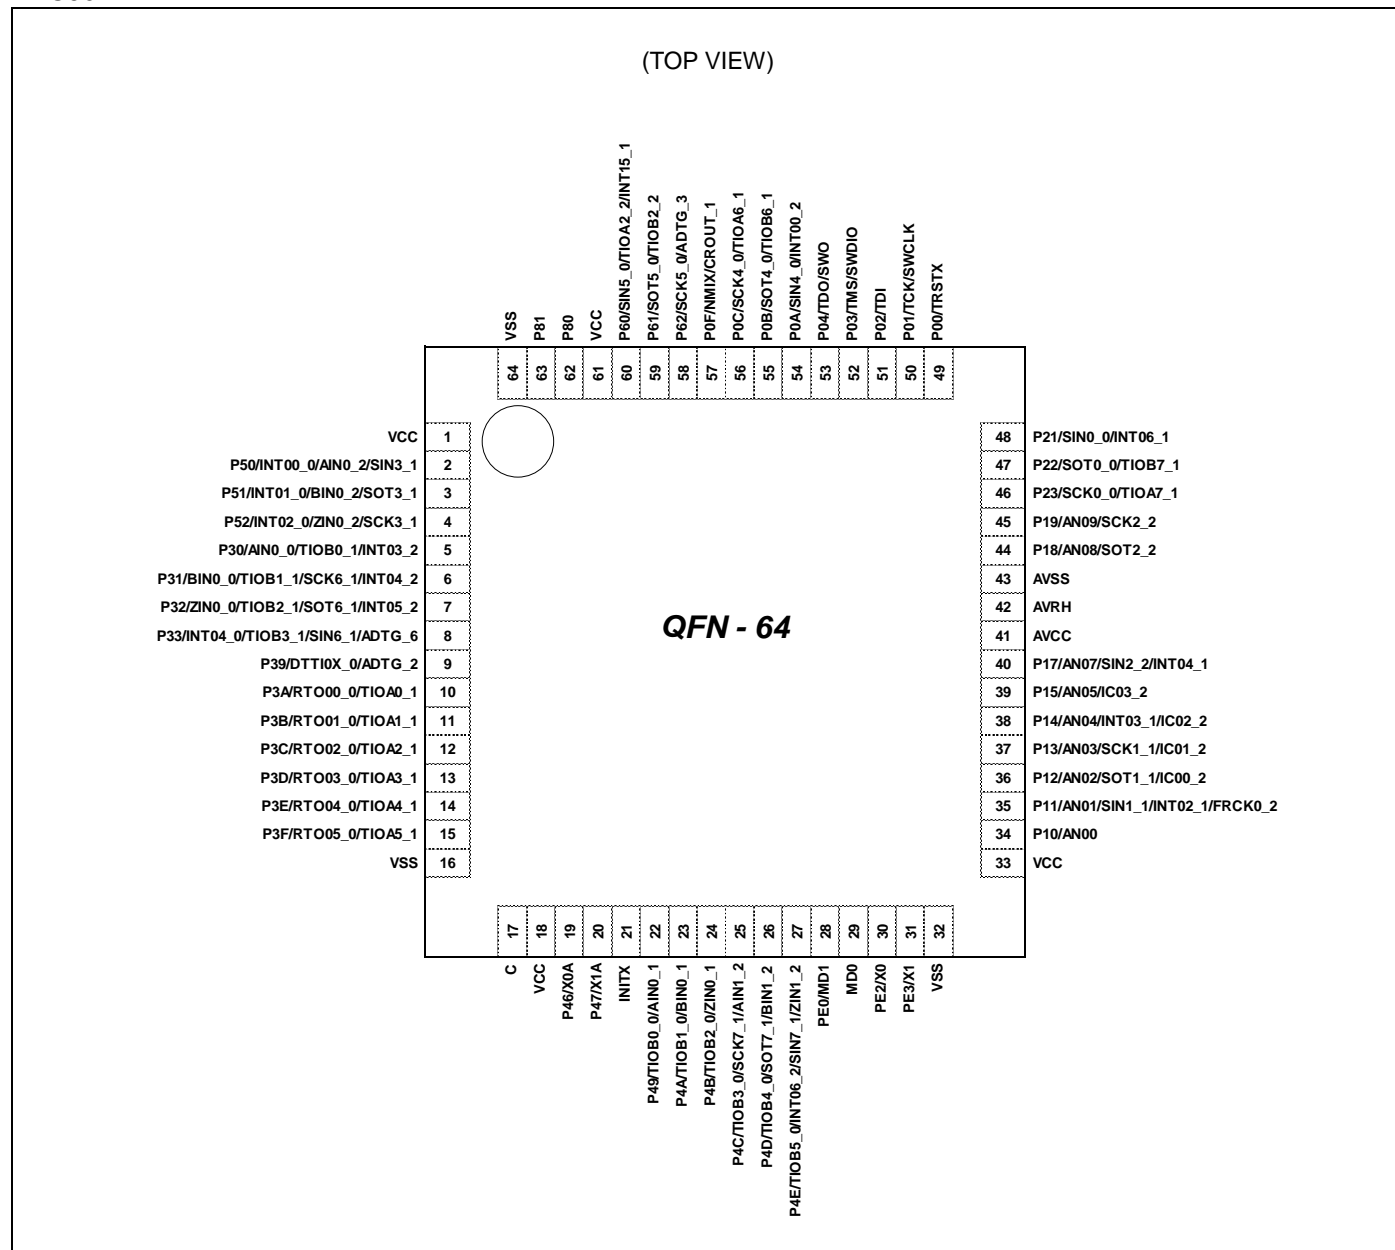 (TOP VIEW)
VSS
P81
P80
VCC
P60/SIN5_0/TIOA2_2/INT15_1
P61/SOT5_0/TIOB2_2
P62/SCK5_0/ADTG_3
P0F/NMIX/CROUT_1
P0C/SCK4_0/TIOA6_1
P0B/SOT4_0/TIOB6_1
P0A/SIN4_0/INT00_2
P04/TDO/SWO
P03/TMS/SWDIO
P02/TDI
P01/TCK/SWCLK
P00/TRSTX
64 63 62 61 60 59 58 57 56 55 54 53 52 51 50 49
VCC 1
P50/INT00_0/AIN0_2/SIN3_1 2
P51/INT01_0/BIN0_2/SOT3_1 3
P52/INT02_0/ZIN0_2/SCK3_1 4
P30/AIN0_0/TIOB0_1/INT03_2 5
P31/BIN0_0/TIOB1_1/SCK6_1/INT04_2 6
P32/ZIN0_0/TIOB2_1/SOT6_1/INT05_2 7
P33/INT04_0/TIOB3_1/SIN6_1/ADTG_6 8
P39/DTTI0X_0/ADTG_2 9
P3A/RTO00_0/TIOA0_1 10
P3B/RTO01_0/TIOA1_1 11
P3C/RTO02_0/TIOA2_1 12
P3D/RTO03_0/TIOA3_1 13
P3E/RTO04_0/TIOA4_1 14
P3F/RTO05_0/TIOA5_1 15
VSS 16
QFN - 64
48 P21/SIN0_0/INT06_1
47 P22/SOT0_0/TIOB7_1
46 P23/SCK0_0/TIOA7_1
45 P19/AN09/SCK2_2
44 P18/AN08/SOT2_2
43 AVSS
42 AVRH
41 AVCC
40 P17/AN07/SIN2_2/INT04_1
39 P15/AN05/IC03_2
38 P14/AN04/INT03_1/IC02_2
37 P13/AN03/SCK1_1/IC01_2
36 P12/AN02/SOT1_1/IC00_2
35 P11/AN01/SIN1_1/INT02_1/FRCK0_2
34 P10/AN00
33 VCC
17 18 19 20 21 22 23 24 25 26 27 28 29 30 31 32
C
VCC
P46/X0A
P47/X1A
INITX
P49/TIOB0_0/AIN0_1
P4A/TIOB1_0/BIN0_1
P4B/TIOB2_0/ZIN0_1
P4C/TIOB3_0/SCK7_1/AIN1_2
P4D/TIOB4_0/SOT7_1/BIN1_2
P4E/TIOB5_0/INT06_2/SIN7_1/ZIN1_2
PE0/MD1
MD0
PE2/X0
PE3/X1
VSS